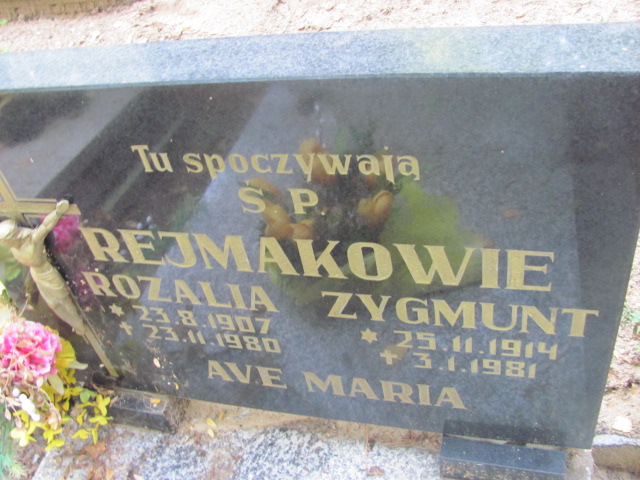 Tu spoczywają
Ś P
REJMAKOWIE
ROZALIA ZYGMUNT
* 23.8.1907 * 25.11.1914
+ 23.11.1980 + 3.1.1981
AVE MARIA